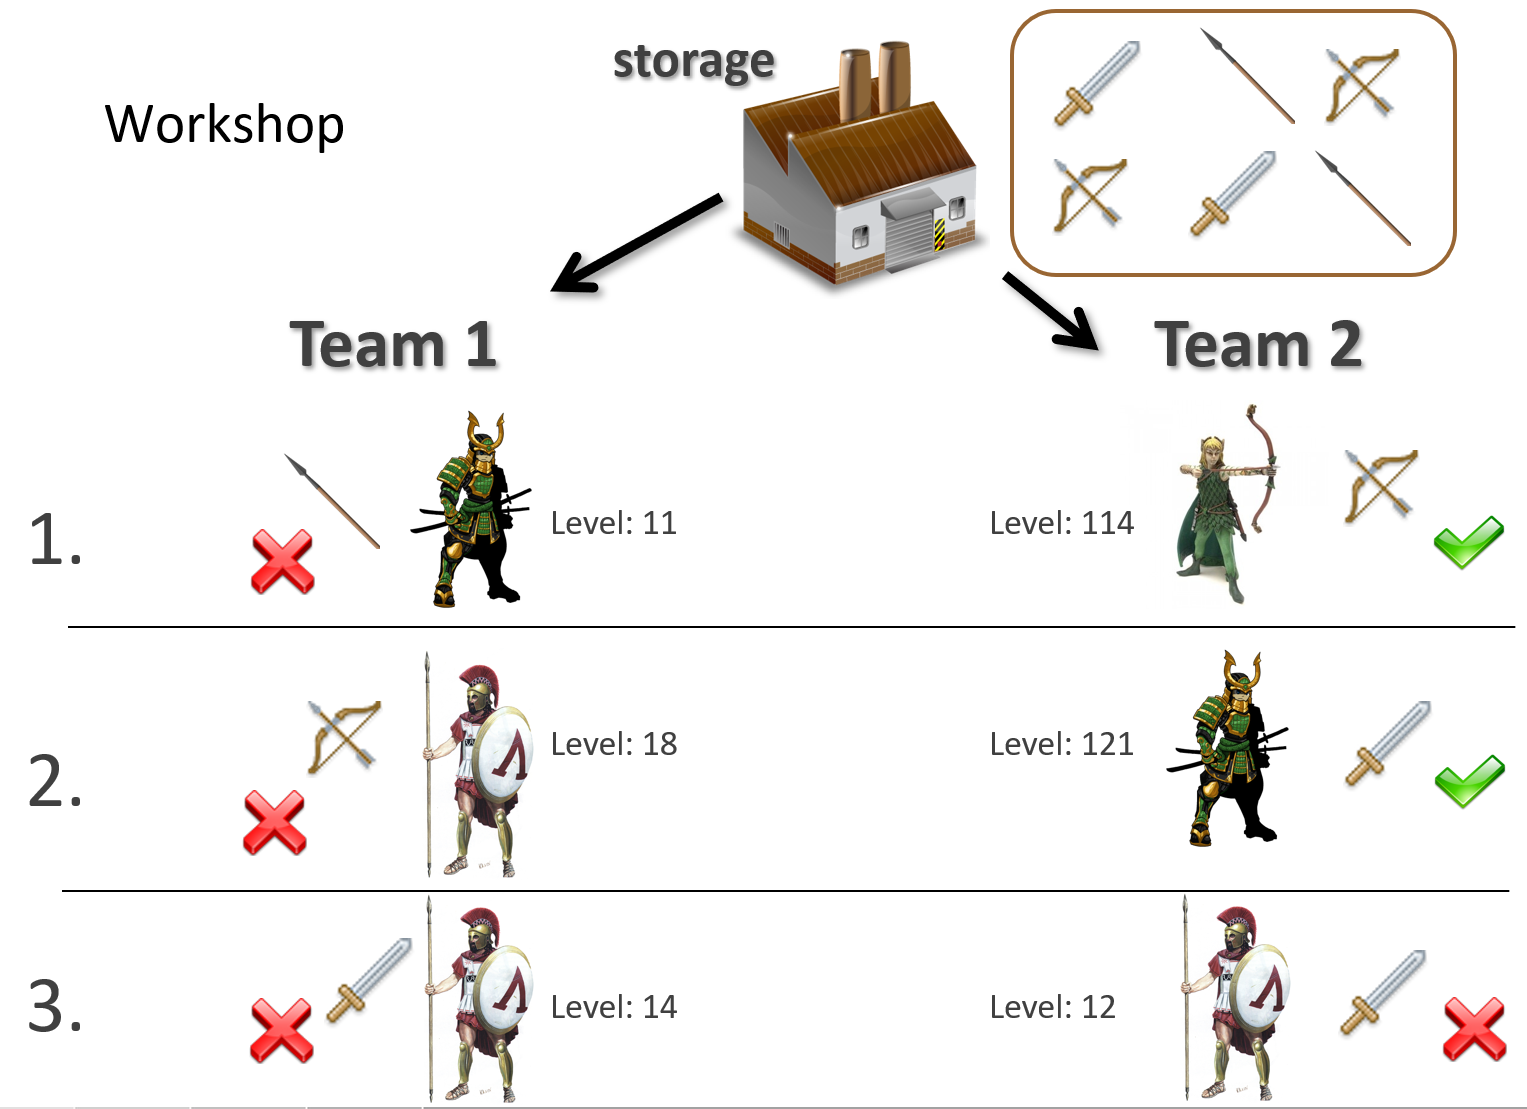 storage
Workshop
Team 1
Team 2
1.
Level: 11
Level: 114
2.
Level: 18
Level: 121
3.
Level: 14
Level: 12